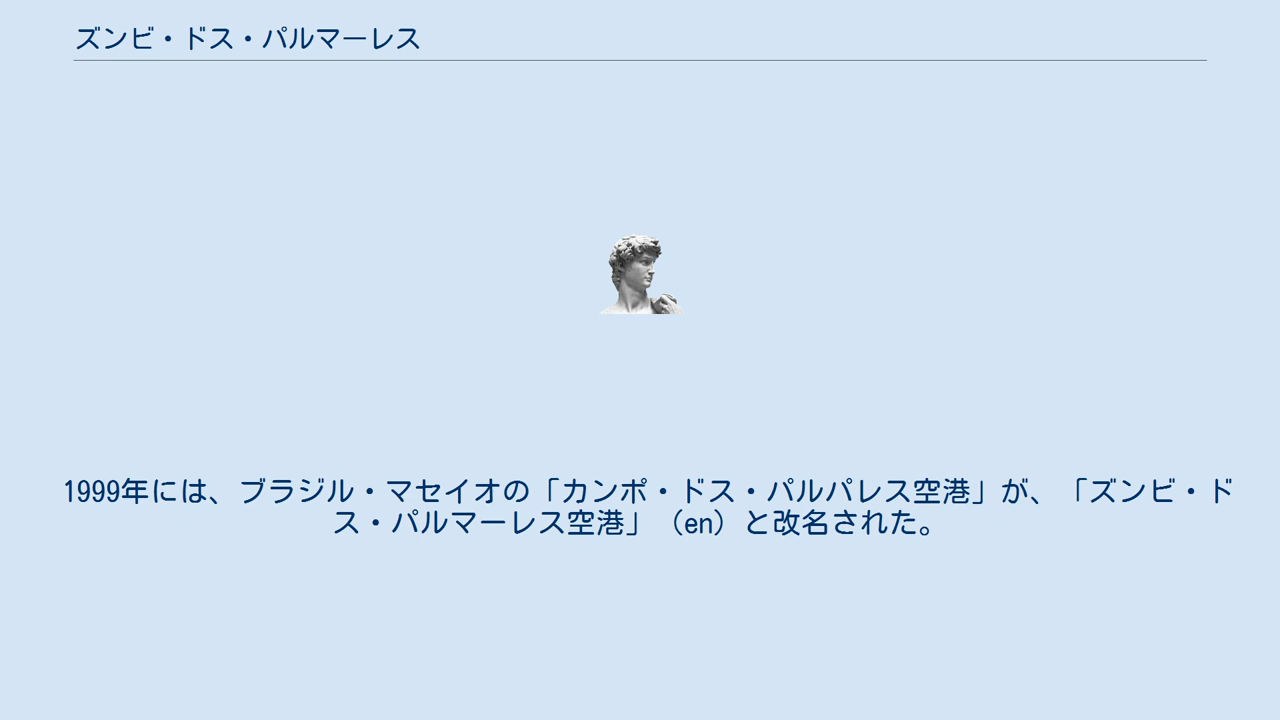 ズンビ・ドス・パルマーレス
1999年には、ブラジル・マセイオの「カンポ・ドス・パルパレス空港」が、「ズンビ・ド
ス・パルマーレス空港」（en）と改名された。